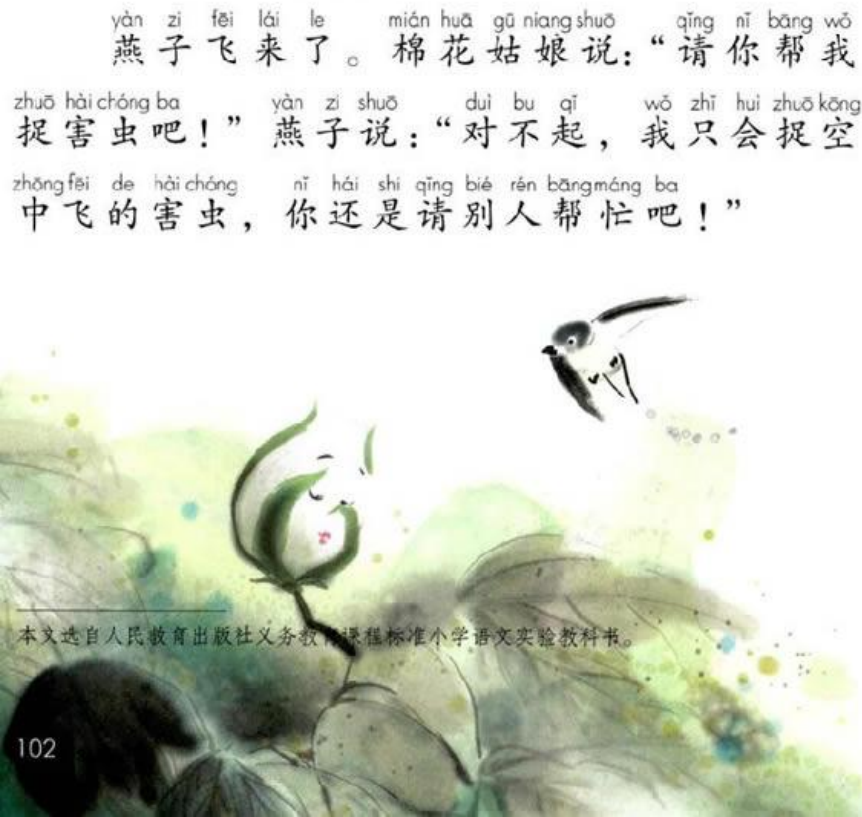 yàn zi fēi lái le mián huā gū niang shuō qǐng nǐ bāng wǒ
燕子飞来了。棉花姑娘说：“请你帮我
zhuō hài chóng ba yàn zi shuō duì bu qǐ wǒ zhǐ huì zhuō kōng
捉害虫吧！”燕子说：“对不起，我只会捉空
zhōng fēi de hài chóng nǐ hái shi qǐng bié rén bāng máng ba
中飞的害虫，你还是请别人帮忙吧！”
本文选自人民教育出版社义务教育课程标准小学语文实验教科书。
102